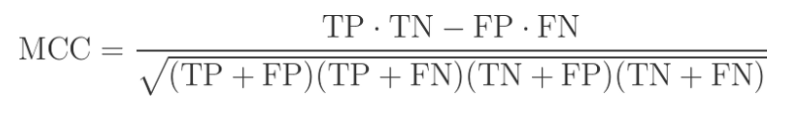 MCC = TP · TN − FP · FN / √(TP + FP)(TP + FN)(TN + FP)(TN + FN)